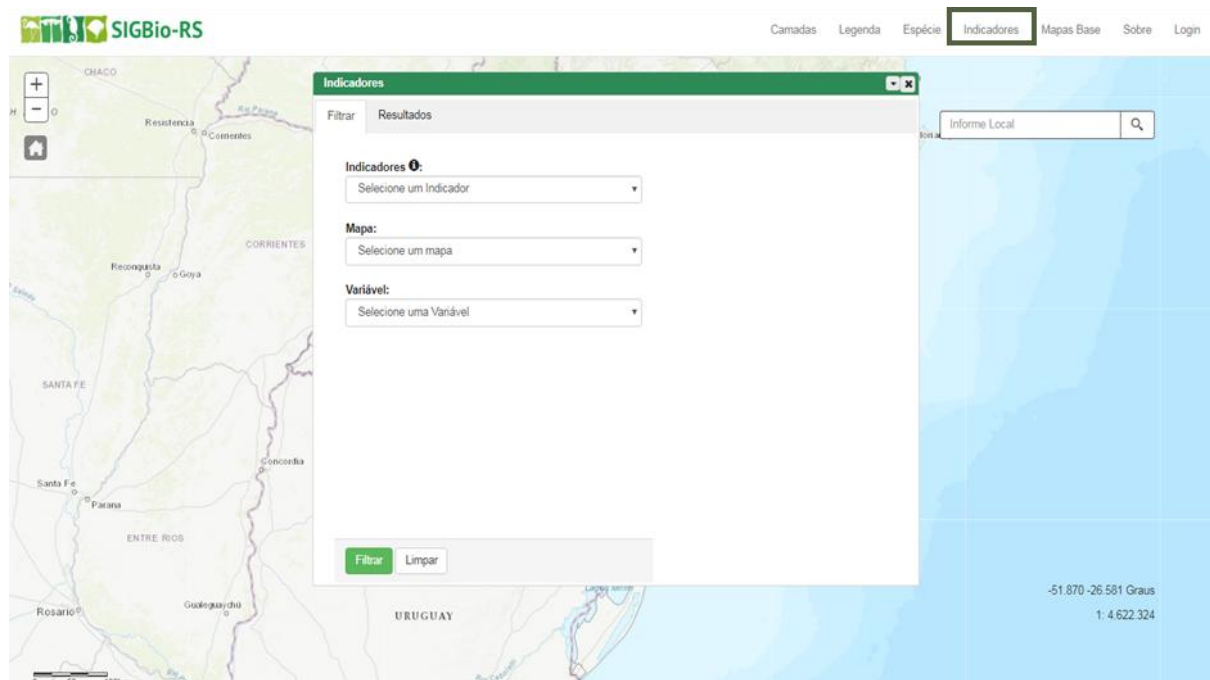 SIGBio-RS
Camadas Legenda Espécie Indicadores Mapas Base Sobre Login
CHACO
+
Indicadores
−
Filtrar Resultados
Resistencia
Corrientes
Informe Local
Indicadores :
Selecione um Indicador
Mapa:
CORRIENTES
Selecione um mapa
Reconquista
Goya
Variável:
Selecione uma Variável
SANTA FE
Concordia
Santa Fe
Parana
ENTRE RIOS
Filtrar Limpar
-51.870 -26.581 Graus
Rosario
Gualeguaychú
URUGUAY
1: 4.622.324